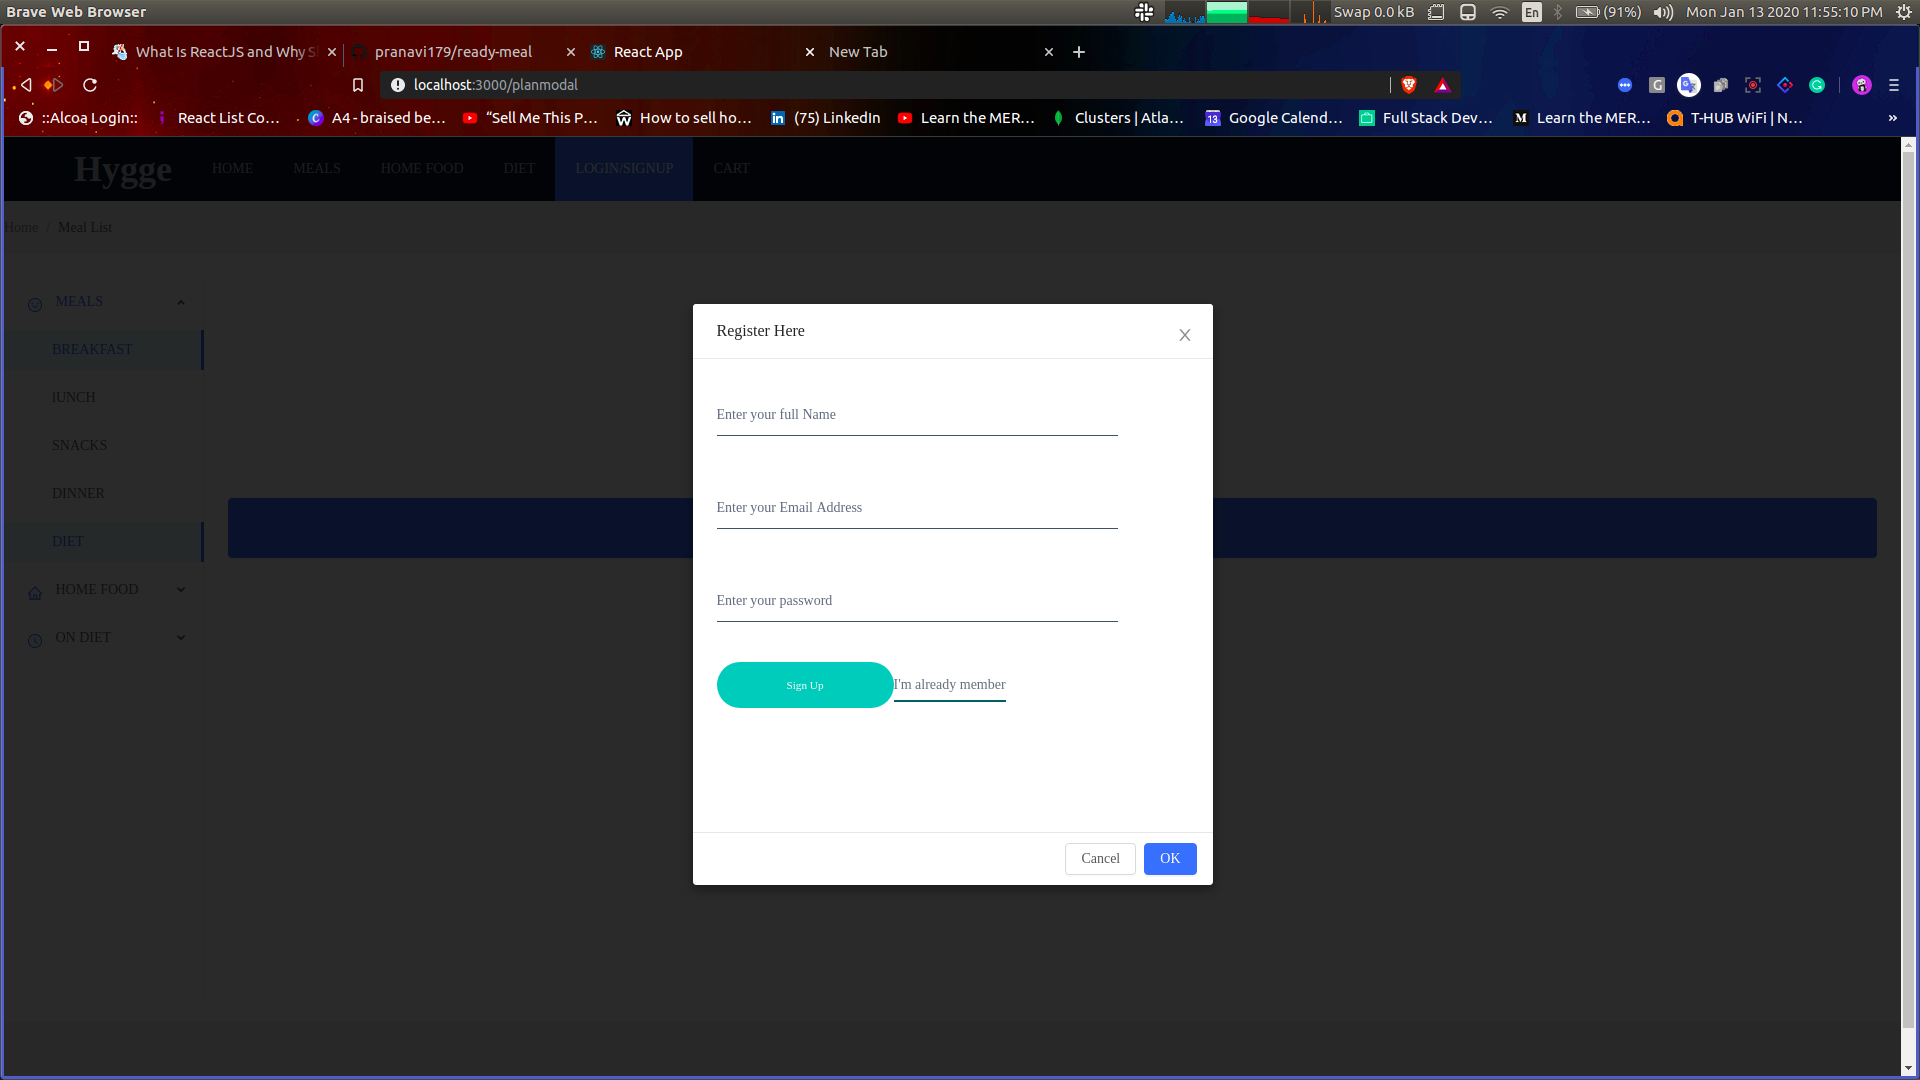 Brave Web Browser
Swap 0.0 kB
En
(91%)
Mon Jan 13 2020 11:55:10 PM
What Is ReactJS and Why S
pranavi179/ready-meal
React App
New Tab
localhost:3000/planmodal
::Alcoa Login::
React List Co…
A4 - braised be…
“Sell Me This P…
How to sell ho…
(75) LinkedIn
Learn the MER…
Clusters | Atla…
Google Calend…
Full Stack Dev…
Learn the MER…
T-HUB WiFi | N…
Hygge
HOME
MEALS
HOME FOOD
DIET
LOGIN/SIGNUP
CART
Home / Meal List
MEALS
BREAKFAST
lUNCH
SNACKS
DINNER
DIET
HOME FOOD
ON DIET
Register Here
Enter your full Name
Enter your Email Address
Enter your password
Sign Up
I'm already member
Cancel
OK